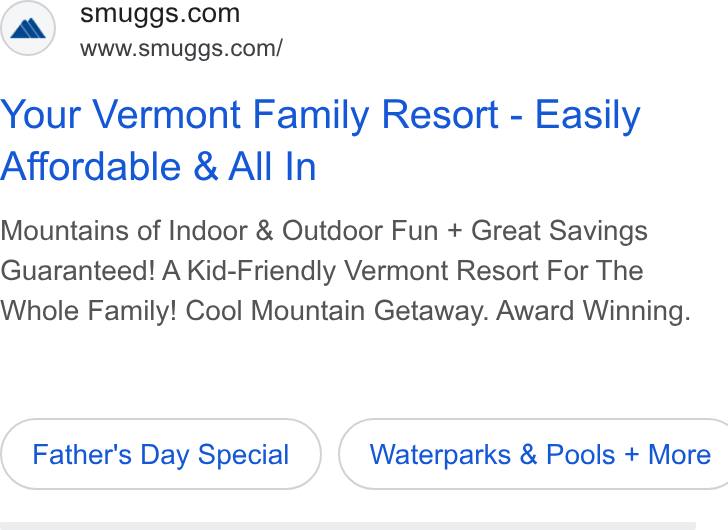 smuggs.com
www.smuggs.com/
Your Vermont Family Resort - Easily
Affordable & All In
Mountains of Indoor & Outdoor Fun + Great Savings
Guaranteed! A Kid-Friendly Vermont Resort For The
Whole Family! Cool Mountain Getaway. Award Winning.
Father's Day Special
Waterparks & Pools + More